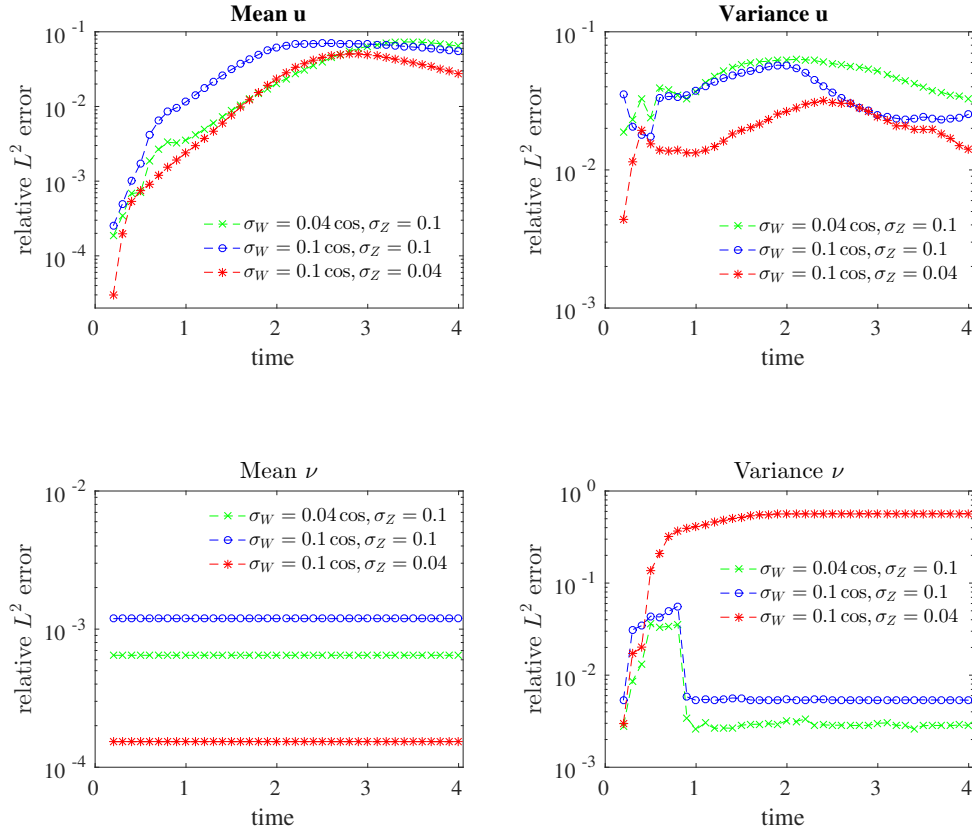 Mean u
10^{-1}
10^{-2}
10^{-3}
10^{-4}
relative L^2 error
σ_W = 0.04 cos, σ_Z = 0.1
σ_W = 0.1 cos, σ_Z = 0.1
σ_W = 0.1 cos, σ_Z = 0.04
0 1 2 3 4
time
Variance u
10^{-1}
10^{-2}
10^{-3}
relative L^2 error
σ_W = 0.04 cos, σ_Z = 0.1
σ_W = 0.1 cos, σ_Z = 0.1
σ_W = 0.1 cos, σ_Z = 0.04
0 1 2 3 4
time
Mean ν
10^{-2}
10^{-3}
10^{-4}
relative L^2 error
σ_W = 0.04 cos, σ_Z = 0.1
σ_W = 0.1 cos, σ_Z = 0.1
σ_W = 0.1 cos, σ_Z = 0.04
0 1 2 3 4
time
Variance ν
10^0
10^{-1}
10^{-2}
10^{-3}
relative L^2 error
σ_W = 0.04 cos, σ_Z = 0.1
σ_W = 0.1 cos, σ_Z = 0.1
σ_W = 0.1 cos, σ_Z = 0.04
0 1 2 3 4
time